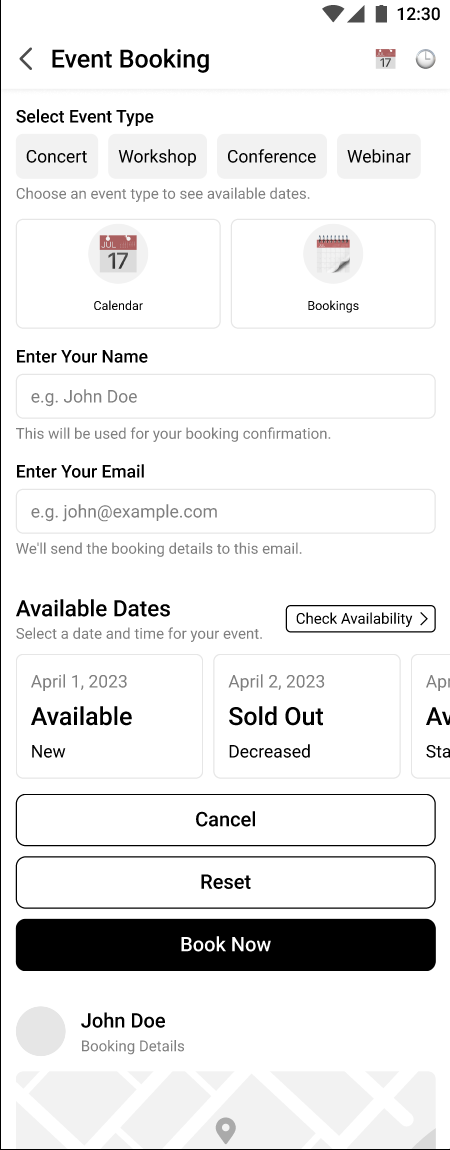 12:30
Event Booking
17
Select Event Type
Concert
Workshop
Conference
Webinar
Choose an event type to see available dates.
JUL
17
Calendar
Bookings
Enter Your Name
e.g. John Doe
This will be used for your booking confirmation.
Enter Your Email
e.g. john@example.com
We'll send the booking details to this email.
Available Dates
Select a date and time for your event.
Check Availability
April 1, 2023
Available
New
April 2, 2023
Sold Out
Decreased
Apr
Av
Sta
Cancel
Reset
Book Now
John Doe
Booking Details